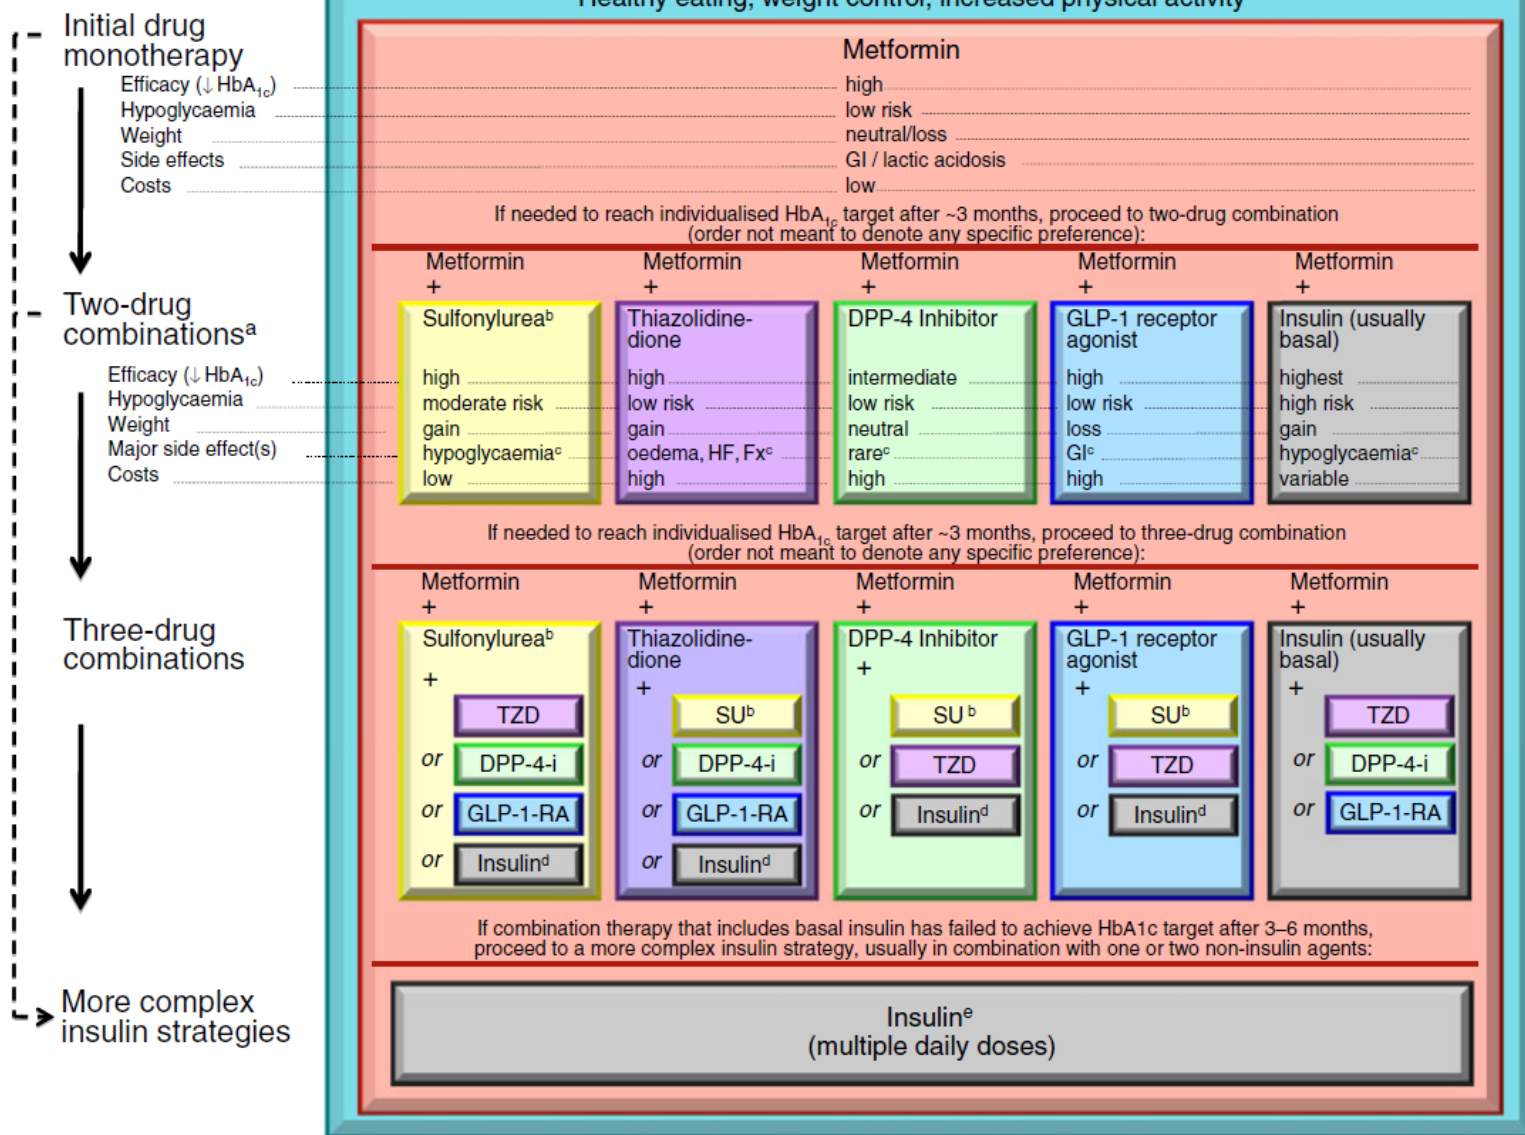 Healthy eating, weight control, increased physical activity
Initial drug
monotherapy
Metformin
Efficacy (↓HbA1c) high
Hypoglycaemia low risk
Weight neutral/loss
Side effects GI / lactic acidosis
Costs low
If needed to reach individualised HbA1c target after ~3 months, proceed to two-drug combination
(order not meant to denote any specific preference):
Metformin Metformin Metformin Metformin Metformin
+ + + + +
Two-drug
combinationsa
Sulfonylureab Thiazolidine- DPP-4 Inhibitor GLP-1 receptor Insulin (usually
dione agonist basal)
Efficacy (↓HbA1c) high high intermediate high highest
Hypoglycaemia moderate risk low risk low risk low risk high risk
Weight gain gain neutral loss gain
Major side effect(s) hypoglycaemiac oedema, HF, Fxc rarec GIc hypoglycaemiac
Costs low high high high variable
If needed to reach individualised HbA1c target after ~3 months, proceed to three-drug combination
(order not meant to denote any specific preference):
Metformin Metformin Metformin Metformin Metformin
+ + + + +
Three-drug
combinations
Sulfonylureab Thiazolidine- DPP-4 Inhibitor GLP-1 receptor Insulin (usually
dione agonist basal)
+ + + + +
TZD SUb SU b SUb TZD
or DPP-4-i or DPP-4-i or TZD or TZD or DPP-4-i
or GLP-1-RA or GLP-1-RA or Insulind or Insulind or GLP-1-RA
or Insulind or Insulind
If combination therapy that includes basal insulin has failed to achieve HbA1c target after 3–6 months,
proceed to a more complex insulin strategy, usually in combination with one or two non-insulin agents:
More complex
insulin strategies
Insuline
(multiple daily doses)